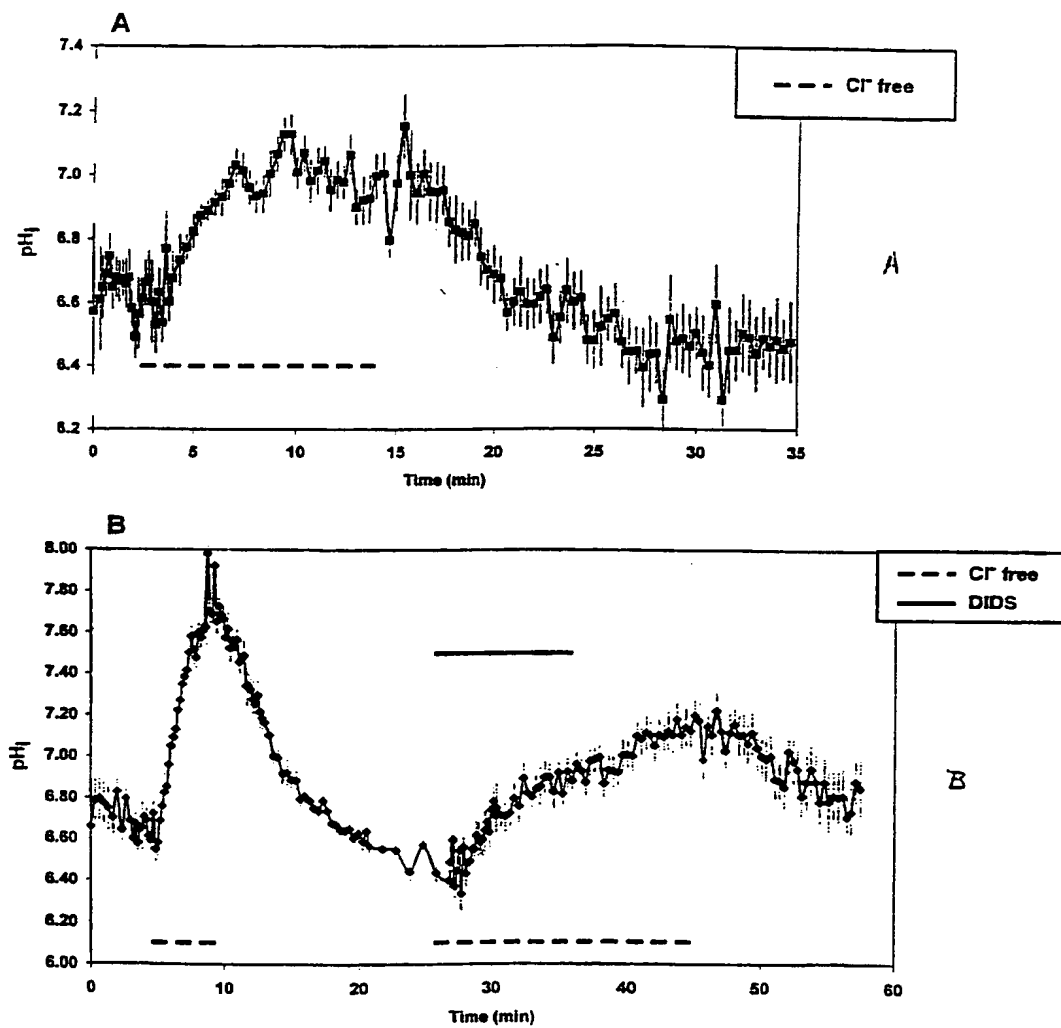 A
7.4
7.2
7.0
6.8
6.6
6.4
6.2
pHi
0 5 10 15 20 25 30 35
Time (min)
Cl⁻ free
A
B
8.00
7.80
7.60
7.40
7.20
7.00
6.80
6.60
6.40
6.20
6.00
pHi
0 10 20 30 40 50 60
Time (min)
Cl⁻ free
DIDS
B